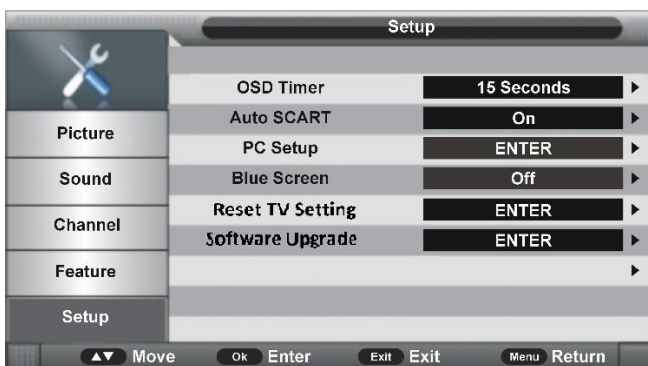 Setup
OSD Timer 15 Seconds
Auto SCART On
PC Setup ENTER
Blue Screen Off
Reset TV Setting ENTER
Software Upgrade ENTER
Picture
Sound
Channel
Feature
Setup
▲▼ Move Ok Enter Exit Exit Menu Return